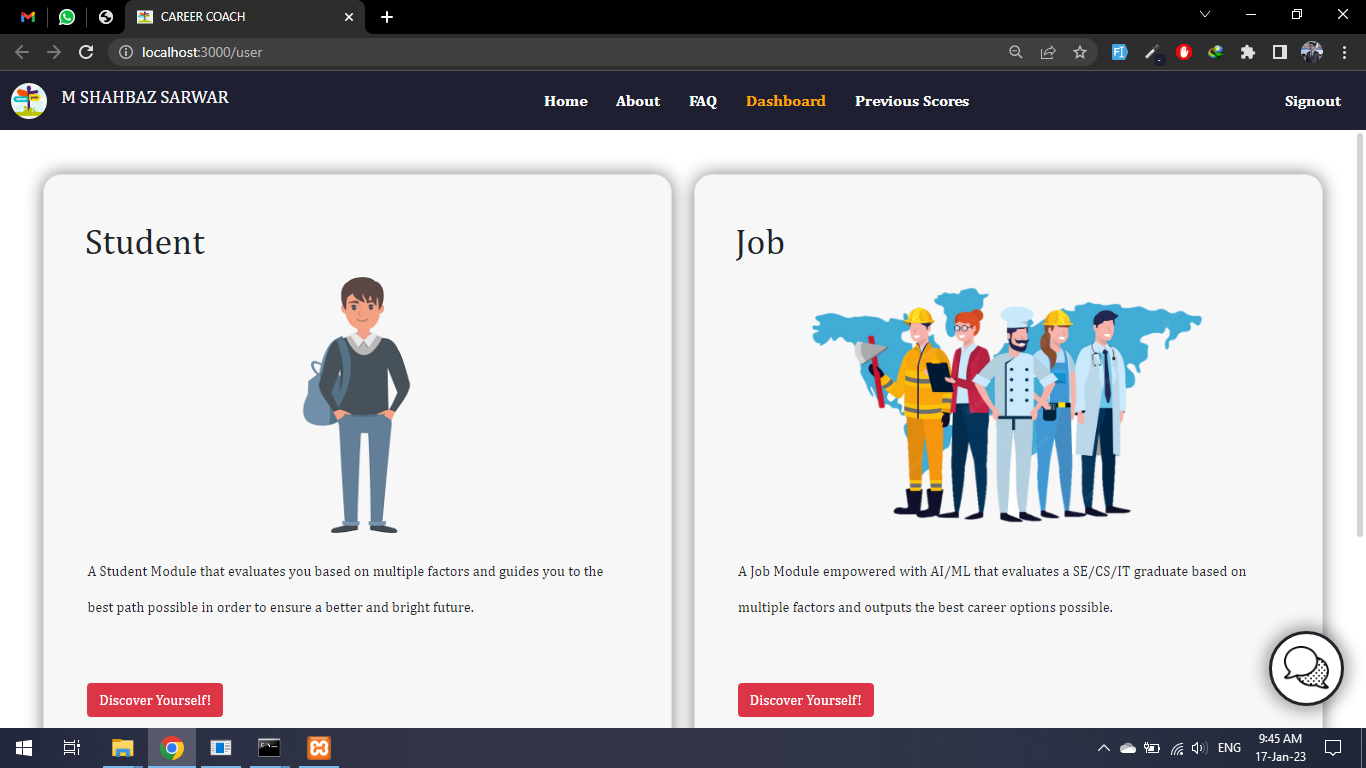 CAREER COACH
localhost:3000/user
M SHAHBAZ SARWAR
Home
About
FAQ
Dashboard
Previous Scores
Signout
Student
A Student Module that evaluates you based on multiple factors and guides you to the
best path possible in order to ensure a better and bright future.
Discover Yourself!
Job
A Job Module empowered with AI/ML that evaluates a SE/CS/IT graduate based on
multiple factors and outputs the best career options possible.
Discover Yourself!
ENG
9:45 AM
17-Jan-23